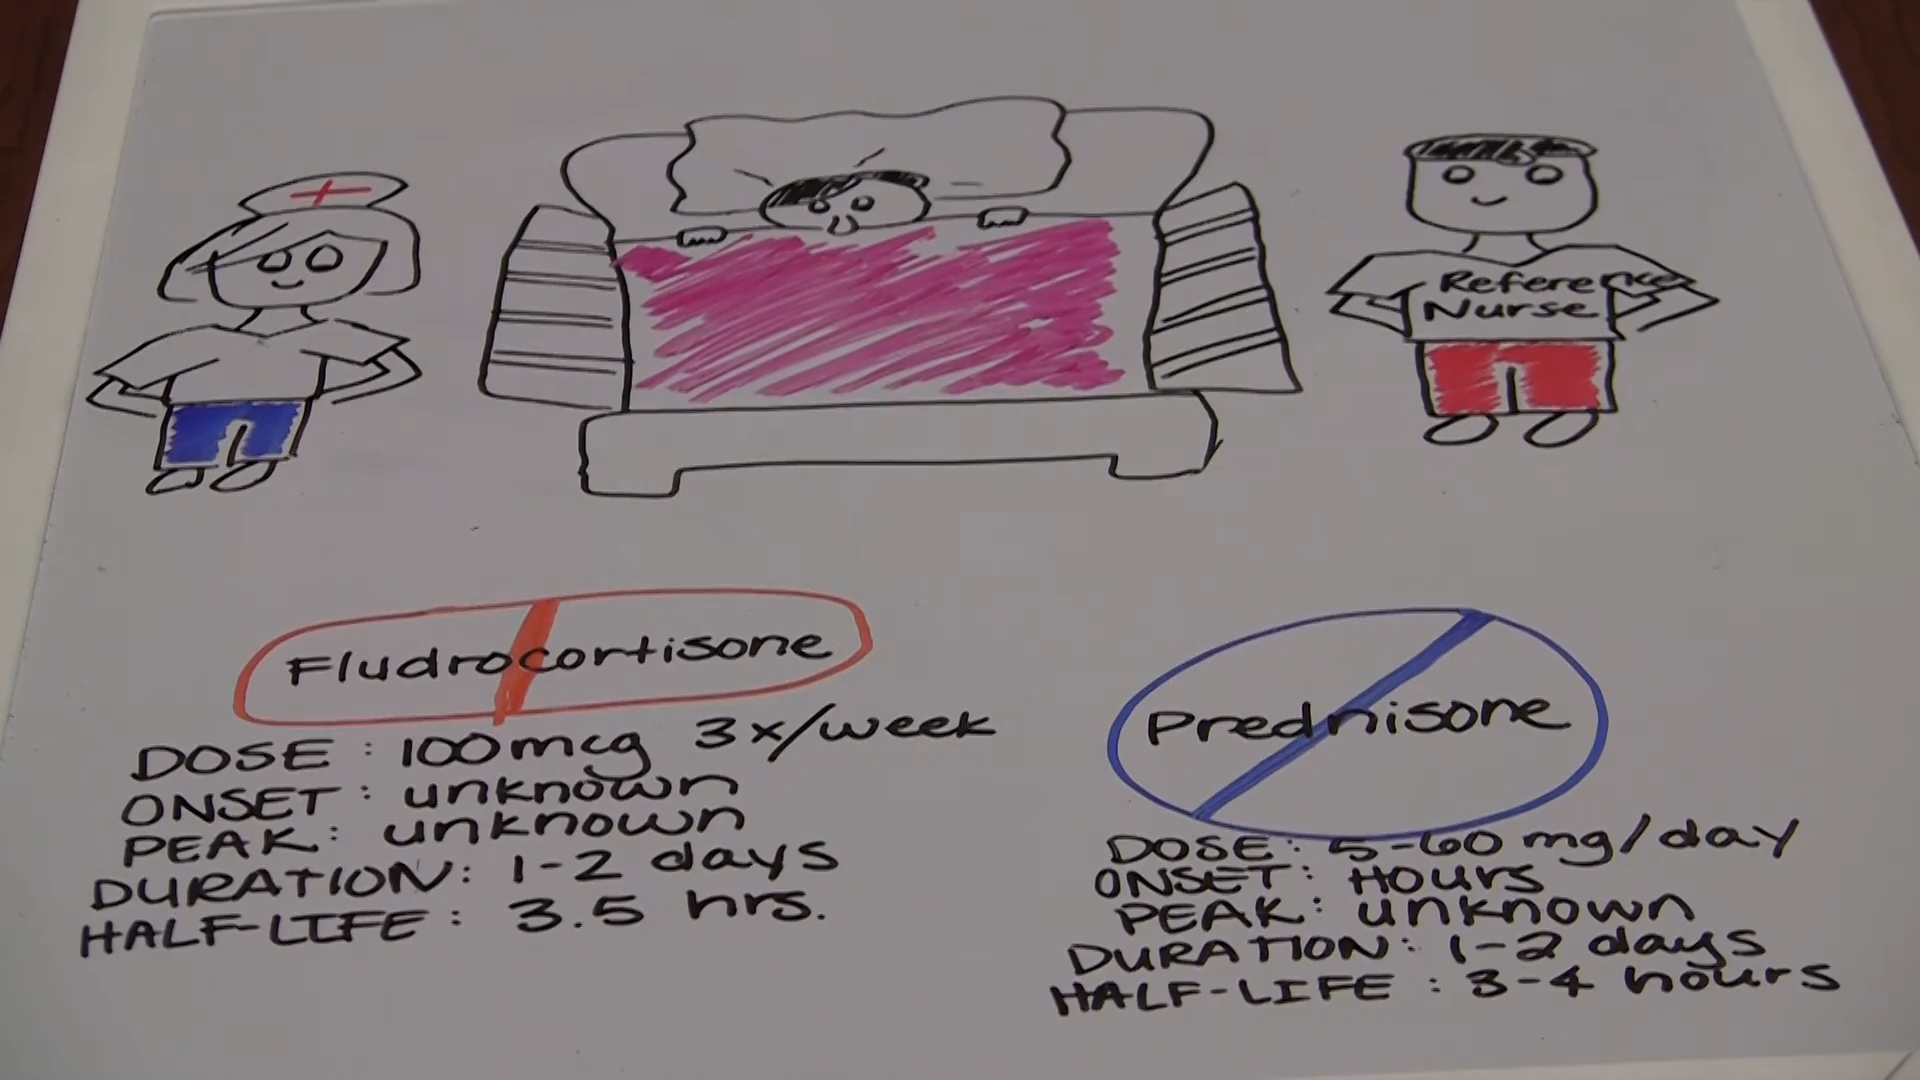 Reference
Nurse
Fludrocortisone
DOSE: 100mcg 3x/week
ONSET: unknown
PEAK: unknown
DURATION: 1-2 days
HALF-LIFE: 3.5 hrs.
Prednisone
DOSE: 5-60 mg/day
ONSET: Hours
PEAK: unknown
DURATION: 1-2 days
HALF-LIFE: 3-4 hours